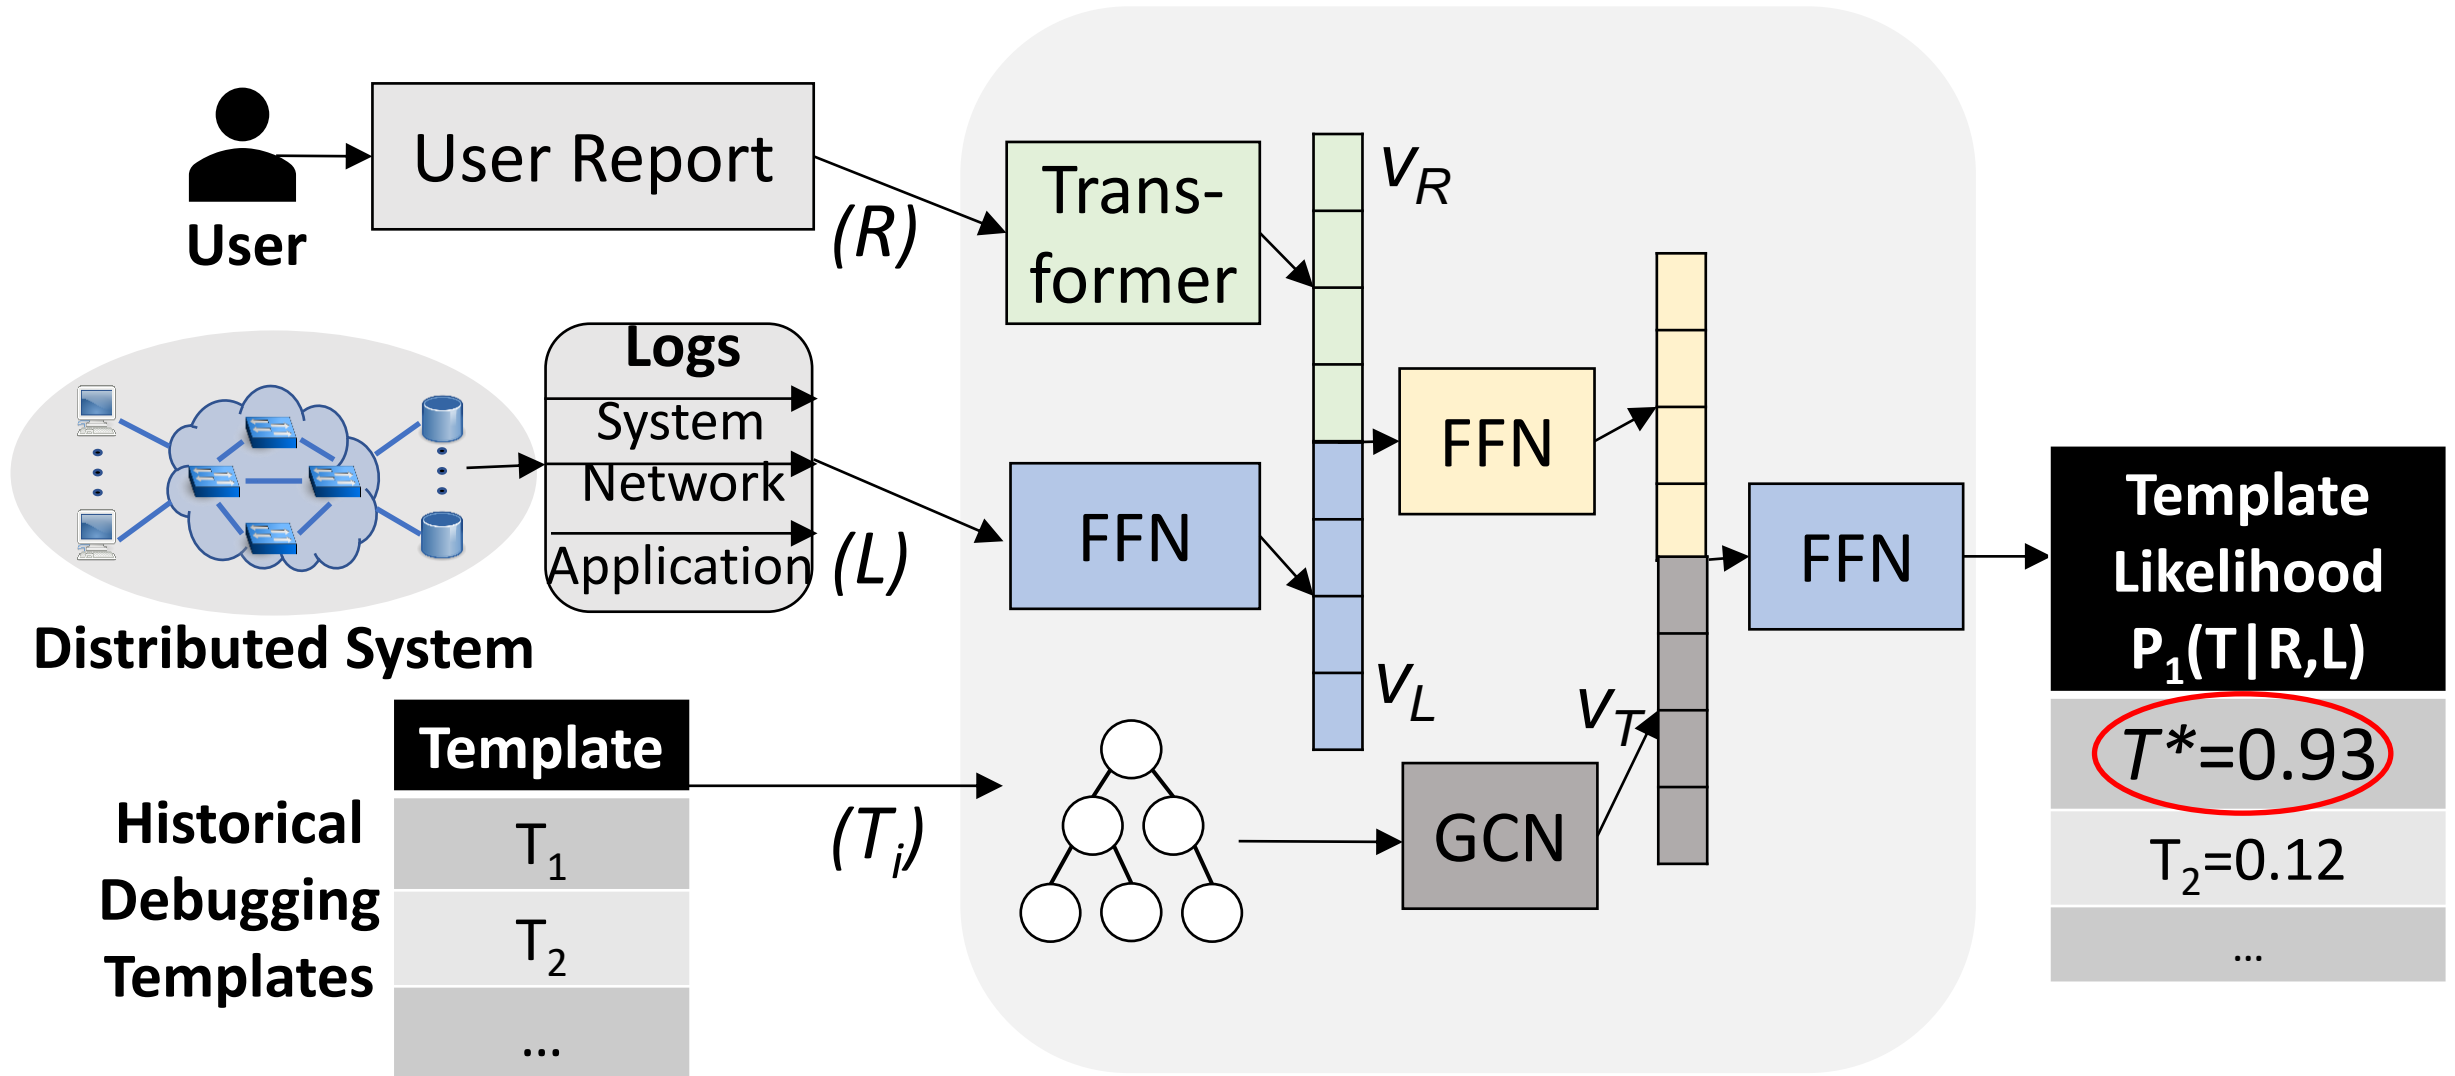 User Report
User
(R)
Trans-
former
v_R
Logs
System
Network
Application
(L)
Distributed System
FFN
v_L
FFN
FFN
Template
Likelihood
P_1(T|R,L)
T*=0.93
T_2=0.12
...
Historical
Debugging
Templates
Template
T_1
T_2
...
(T_i)
GCN
v_T